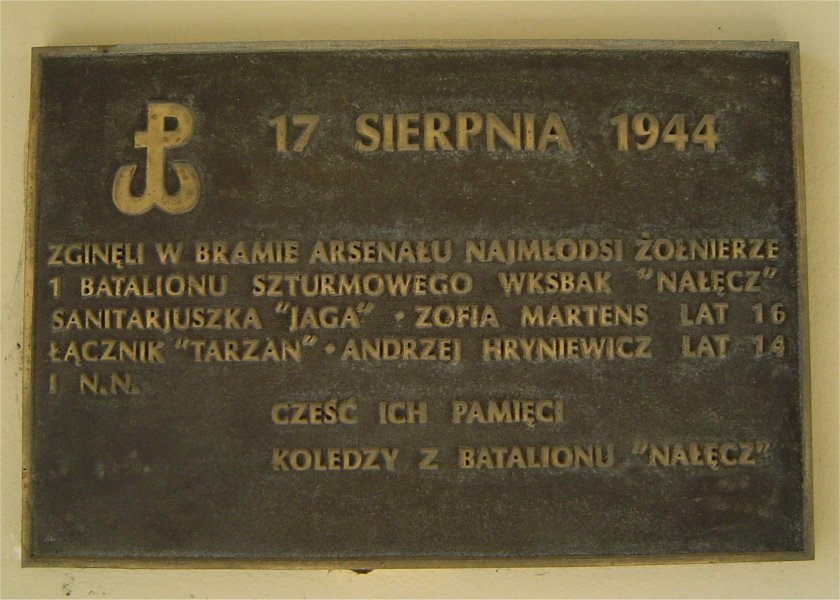 17 SIERPNIA 1944
ZGINĘLI W BRAMIE ARSENAŁU NAJMŁODSI ŻOŁNIERZE
1 BATALIONU SZTURMOWEGO WKSBAK "NAŁĘCZ"
SANITARJUSZKA "JAGA" · ZOFIA MARTENS LAT 16
ŁĄCZNIK "TARZAN" · ANDRZEJ HRYNIEWICZ LAT 14
I N.N.
CZEŚĆ ICH PAMIĘCI
KOLEDZY Z BATALIONU "NAŁĘCZ"